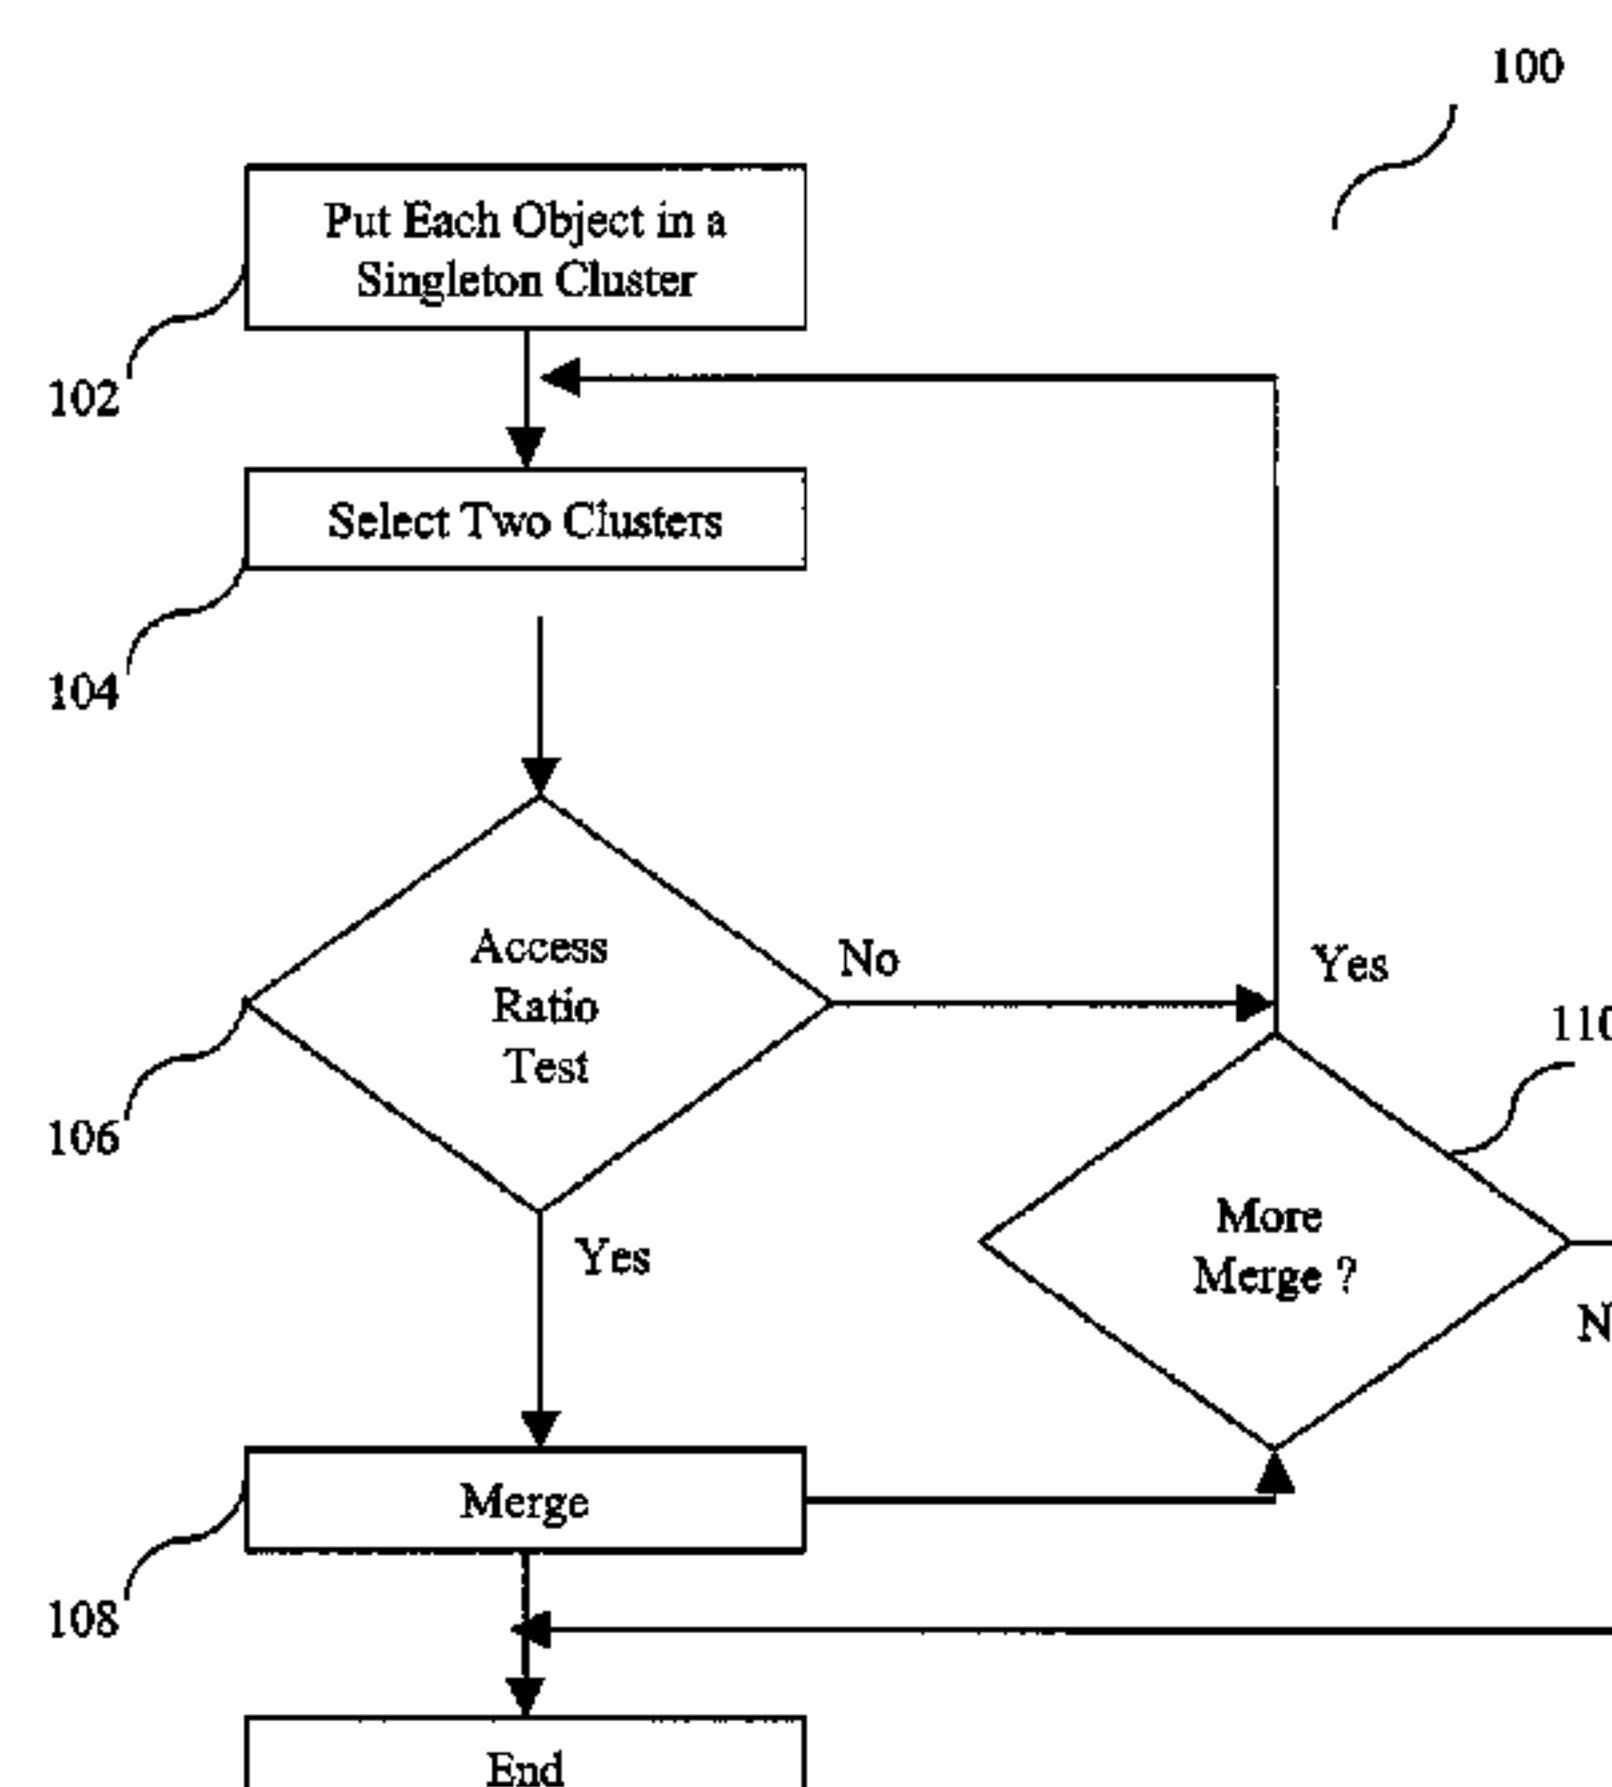 100
Put Each Object in a
Singleton Cluster
102
Select Two Clusters
104
Access
Ratio
Test
No
Yes
110
106
More
Merge ?
Yes
N
Merge
108
End